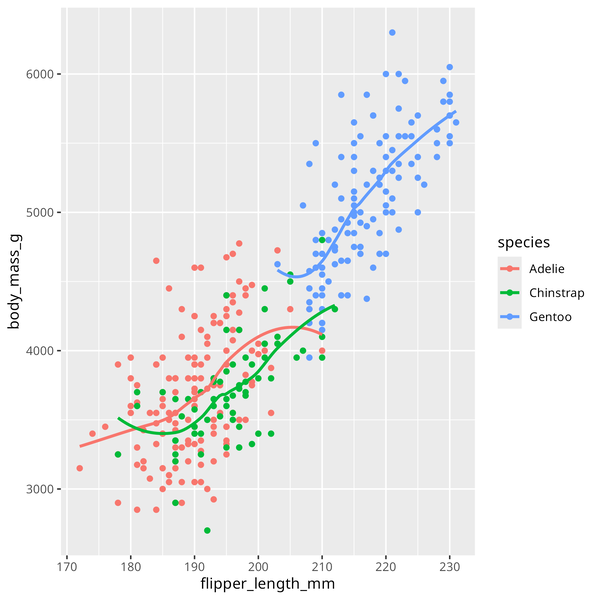 6000
5000
4000
3000
body_mass_g
170 180 190 200 210 220 230
flipper_length_mm
species
Adelie
Chinstrap
Gentoo